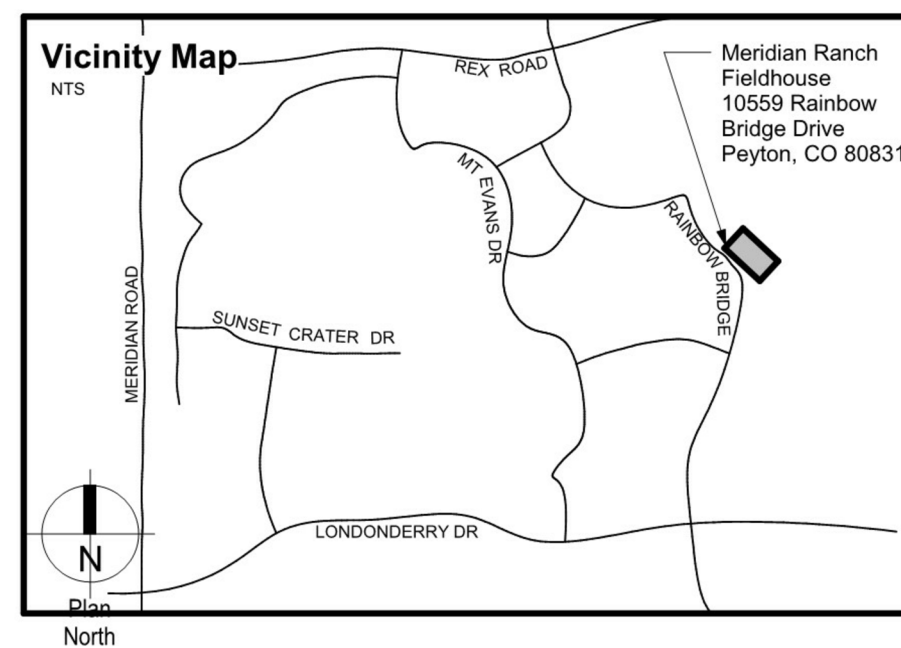 Vicinity Map
NTS
REX ROAD
Meridian Ranch
Fieldhouse
10559 Rainbow
Bridge Drive
Peyton, CO 80831
MT EVANS DR
RAINBOW BRIDGE
MERIDIAN ROAD
SUNSET CRATER DR
LONDONDERRY DR
N
Plan
North